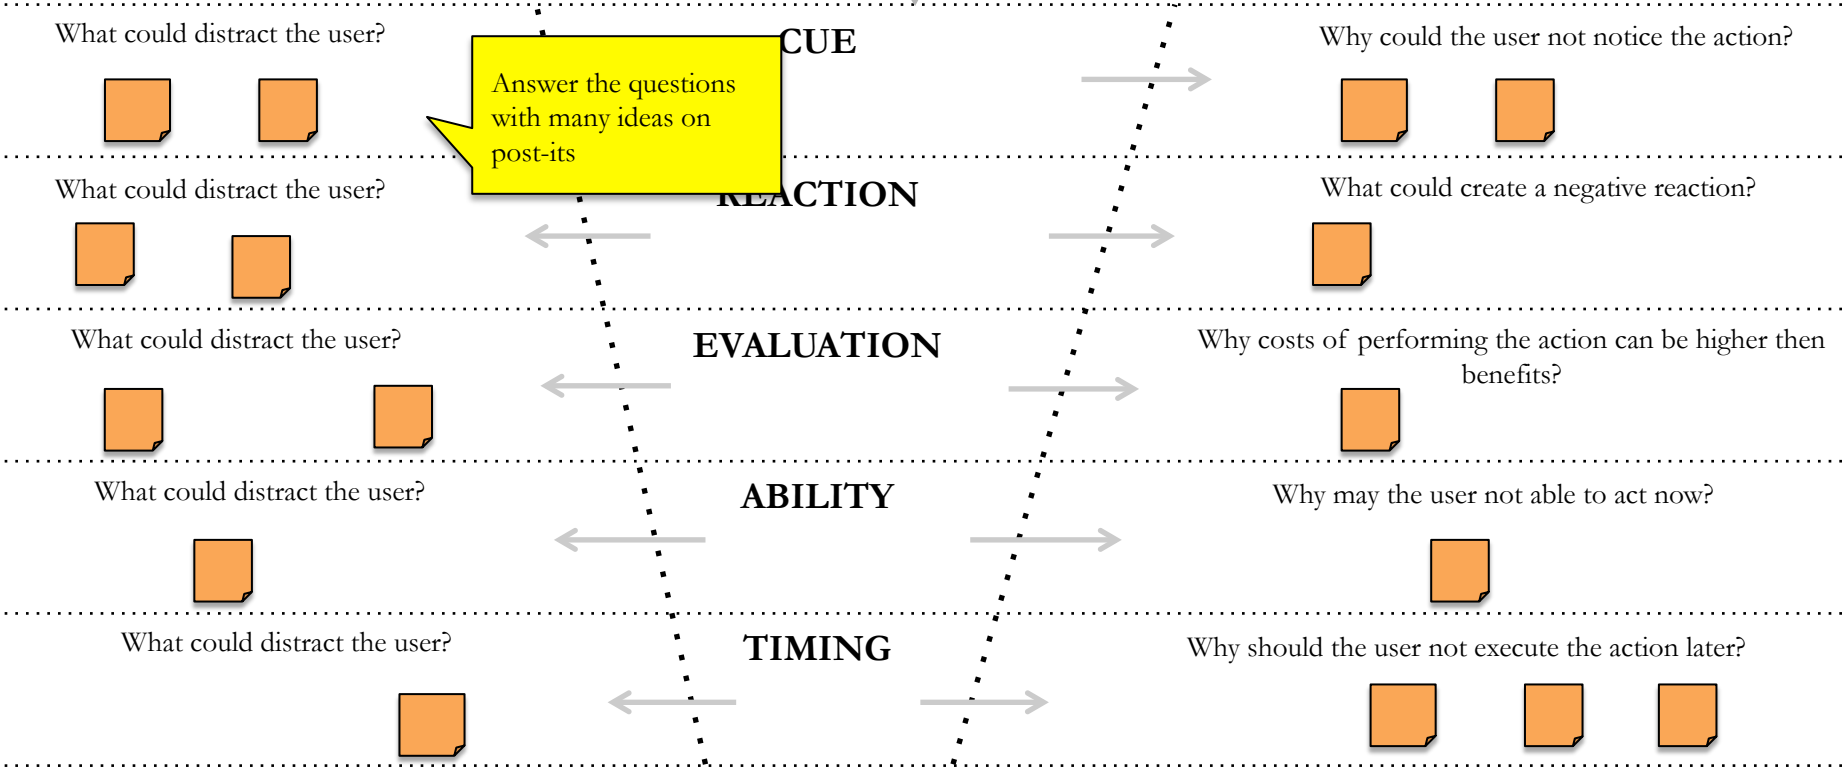 What could distract the user?
CUE
Why could the user not notice the action?
Answer the questions
with many ideas on
post-its
What could distract the user?
REACTION
What could create a negative reaction?
What could distract the user?
EVALUATION
Why costs of performing the action can be higher then
benefits?
What could distract the user?
ABILITY
Why may the user not able to act now?
What could distract the user?
TIMING
Why should the user not execute the action later?